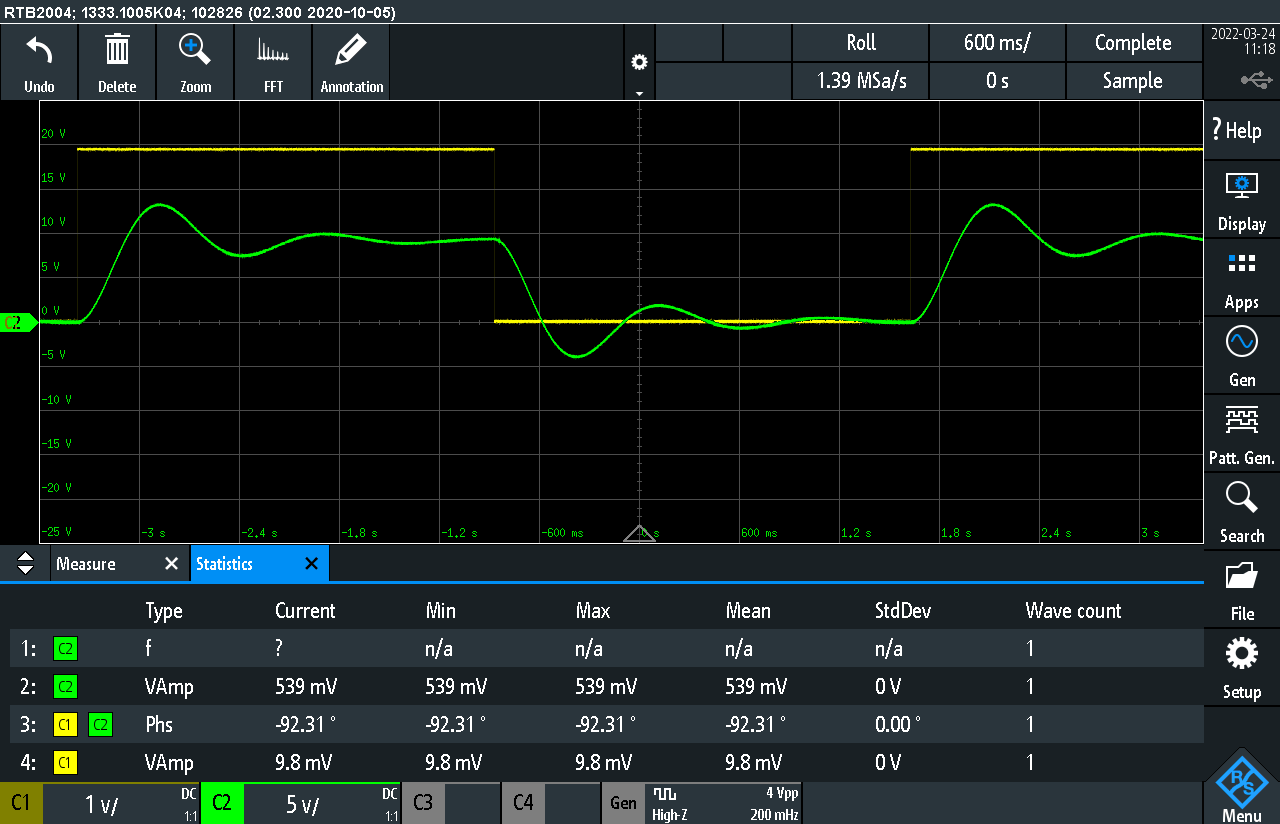 RTB2004; 1333.1005K04; 102826 (02.300 2020-10-05)
Undo
Delete
Zoom
FFT
Annotation
Roll
600 ms/
Complete
1.39 MSa/s
0 s
Sample
2022-03-24
11:18
? Help
Display
Apps
Gen
Patt. Gen.
Search
File
Setup
Menu
20 V
15 V
10 V
5 V
0 V
-5 V
-10 V
-15 V
-20 V
-25 V
C2
-3 s
-2.4 s
-1.8 s
-1.2 s
-600 ms
0 s
600 ms
1.2 s
1.8 s
2.4 s
3 s
Measure
Statistics
Type Current Min Max Mean StdDev Wave count
1: C2 f ? n/a n/a n/a n/a 1
2: C2 VAmp 539 mV 539 mV 539 mV 539 mV 0 V 1
3: C1 C2 Phs -92.31 ° -92.31 ° -92.31 ° -92.31 ° 0.00 ° 1
4: C1 VAmp 9.8 mV 9.8 mV 9.8 mV 9.8 mV 0 V 1
C1 1 V/ DC 1:1
C2 5 V/ DC 1:1
C3
C4
Gen High-Z 4 Vpp 200 mHz
R&S